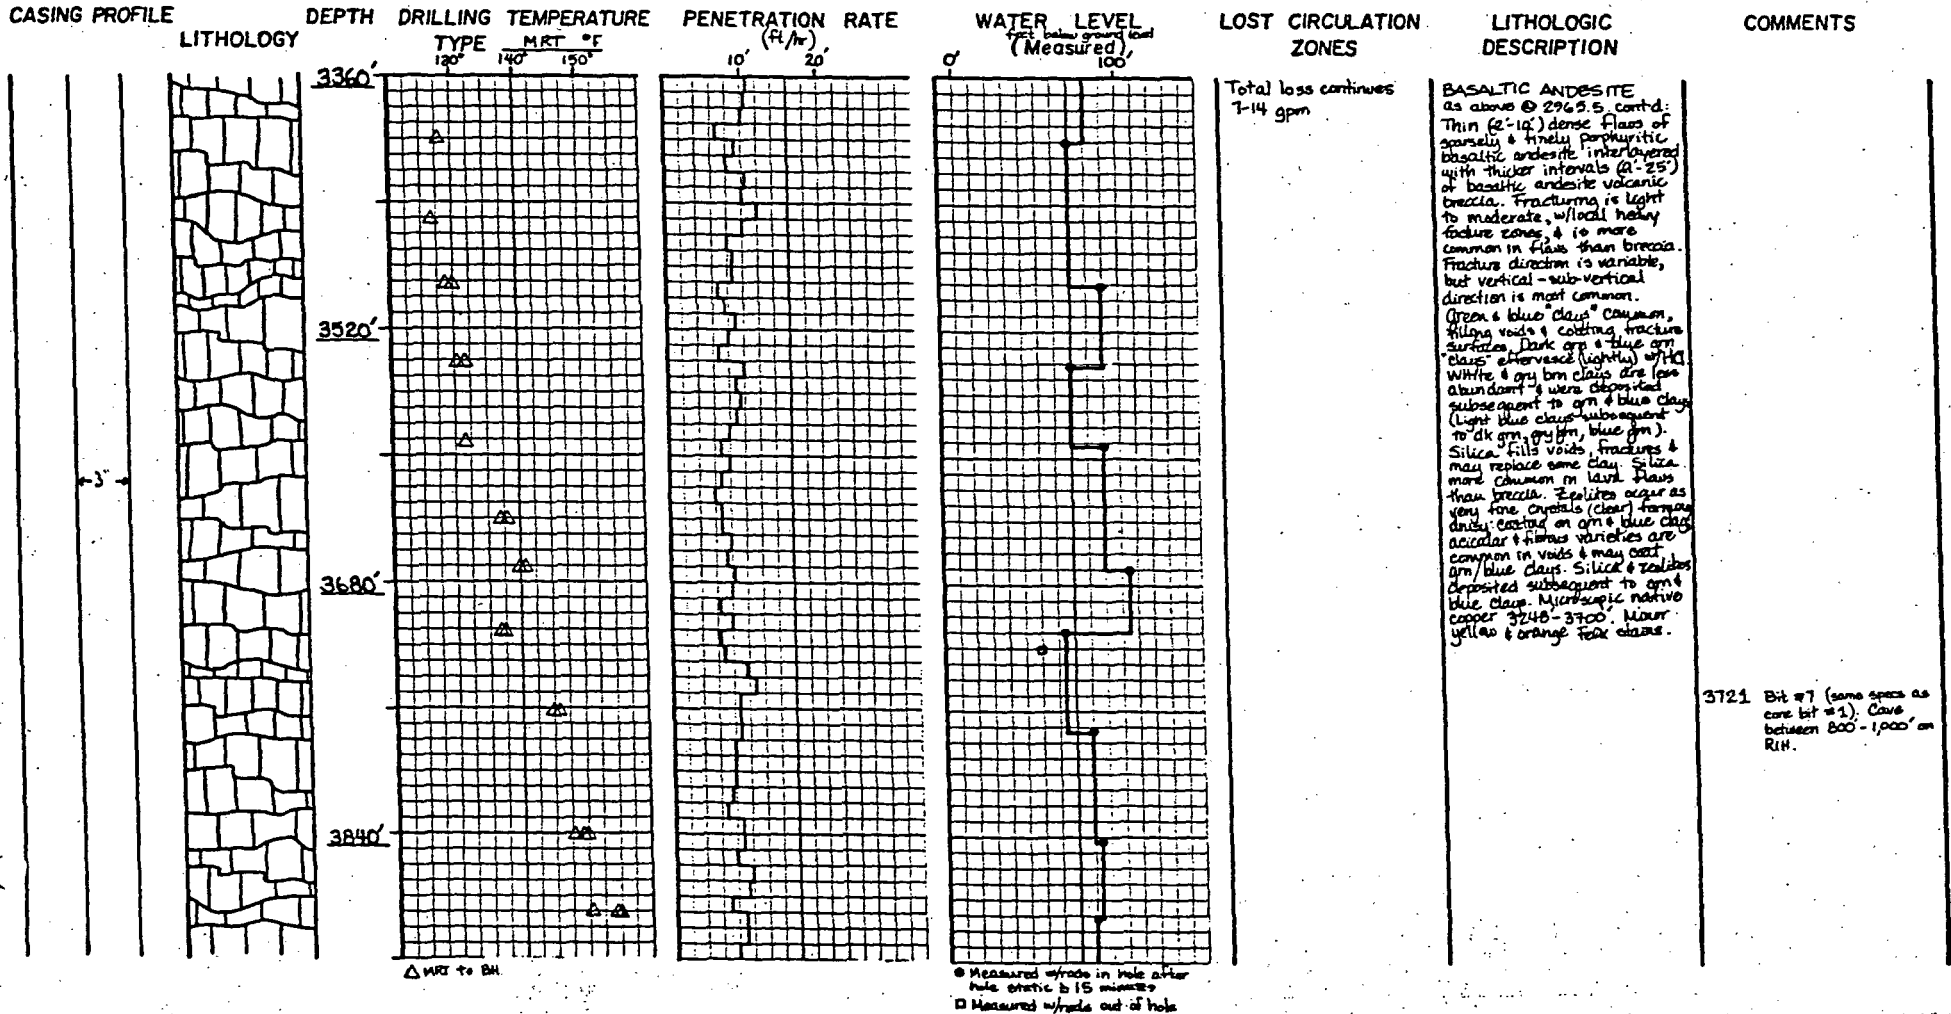 CASING PROFILE
LITHOLOGY
DEPTH
DRILLING TEMPERATURE
TYPE MRT °F
120° 140° 150°
PENETRATION RATE
(ft/hr)
10' 20'
WATER LEVEL
feet below ground level
(Measured)
0' 100'
LOST CIRCULATION
ZONES
LITHOLOGIC
DESCRIPTION
COMMENTS
3360'
3520'
3680'
3840'
3"
Total loss continues
7-14 gpm
BASALTIC ANDESITE
as above @ 2965.5 cont'd:
Thin (2'-10') dense flows of
sparsely & finely porphyritic
basaltic andesite interlayered
with thicker intervals
of basaltic andesite volcanic
breccia. Fracturing is light
to moderate, w/local heavy
facture zones, & is more
common in flows than breccia.
Fracture direction is variable,
but vertical-sub-vertical
direction is most common.
Green & blue "clays" common,
filling voids & coating fracture
surfaces. Dark grn & blue grn
"clays" effervesce (lightly) w/HCl
White & gry brn clays are less
abundant & were deposited
subsequent to grn & blue clays
(Light blue clays subsequent
to dk grn, gry brn, blue grn).
Silica fills voids, fractures &
may replace some clay. Silica
more common in lava flows
than breccia. Zeolites occur as
very fine crystals (clear) forming
drusy coating on grn & blue clay
acicular & fibrous varieties are
common in voids & may coat
grn/blue clays. Silica & zeolites
deposited subsequent to grn &
blue clays. Microscopic native
copper 3248'-3700'. Minor
yellow & orange FeOx stains.
3721 Bit #7 (same specs as
core bit #1). Cave
between 800'-1,000' on
RIH.
△ MRT to BH.
● Measured w/rods in hole after
hole static ≥ 15 minutes
□ Measured w/rods out of hole